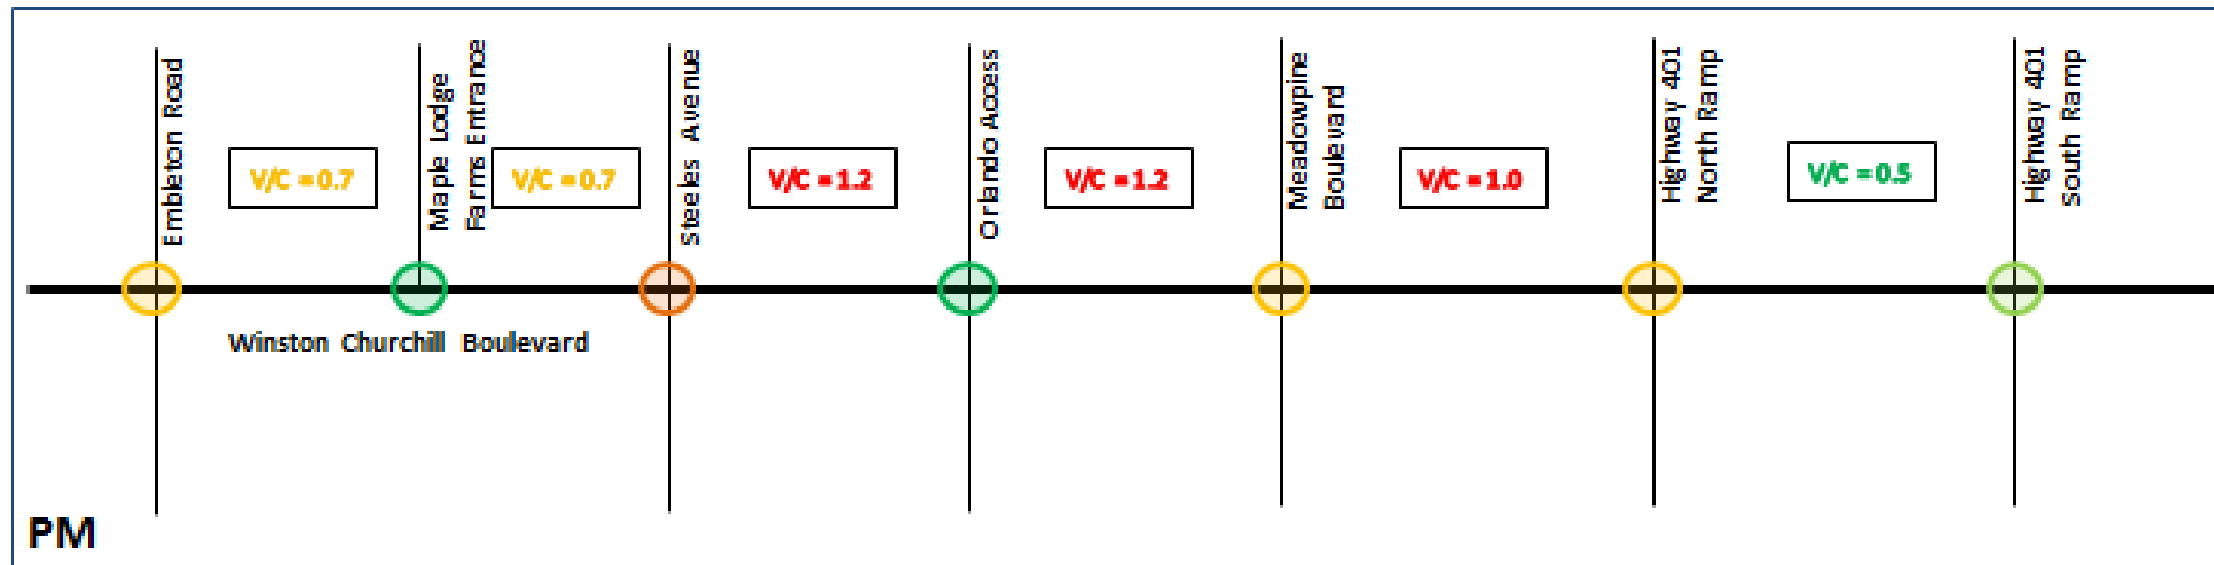 Embleton Road
Maple Lodge
Farms Entrance
Steeles Avenue
Orlando Access
Meadowpine
Boulevard
Highway 401
North Ramp
Highway 401
South Ramp
V/C = 0.7
V/C = 0.7
V/C = 1.2
V/C = 1.2
V/C = 1.0
V/C = 0.5
Winston Churchill Boulevard
PM